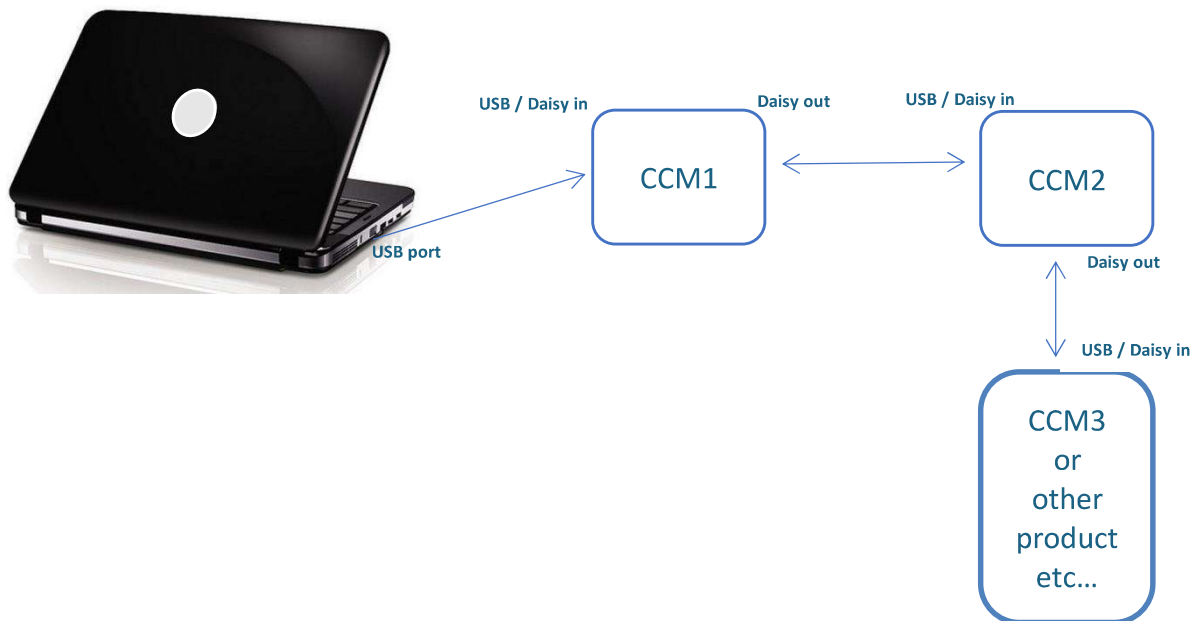 USB / Daisy in
Daisy out
USB / Daisy in
CCM1
CCM2
USB port
Daisy out
USB / Daisy in
CCM3
or
other
product
etc...